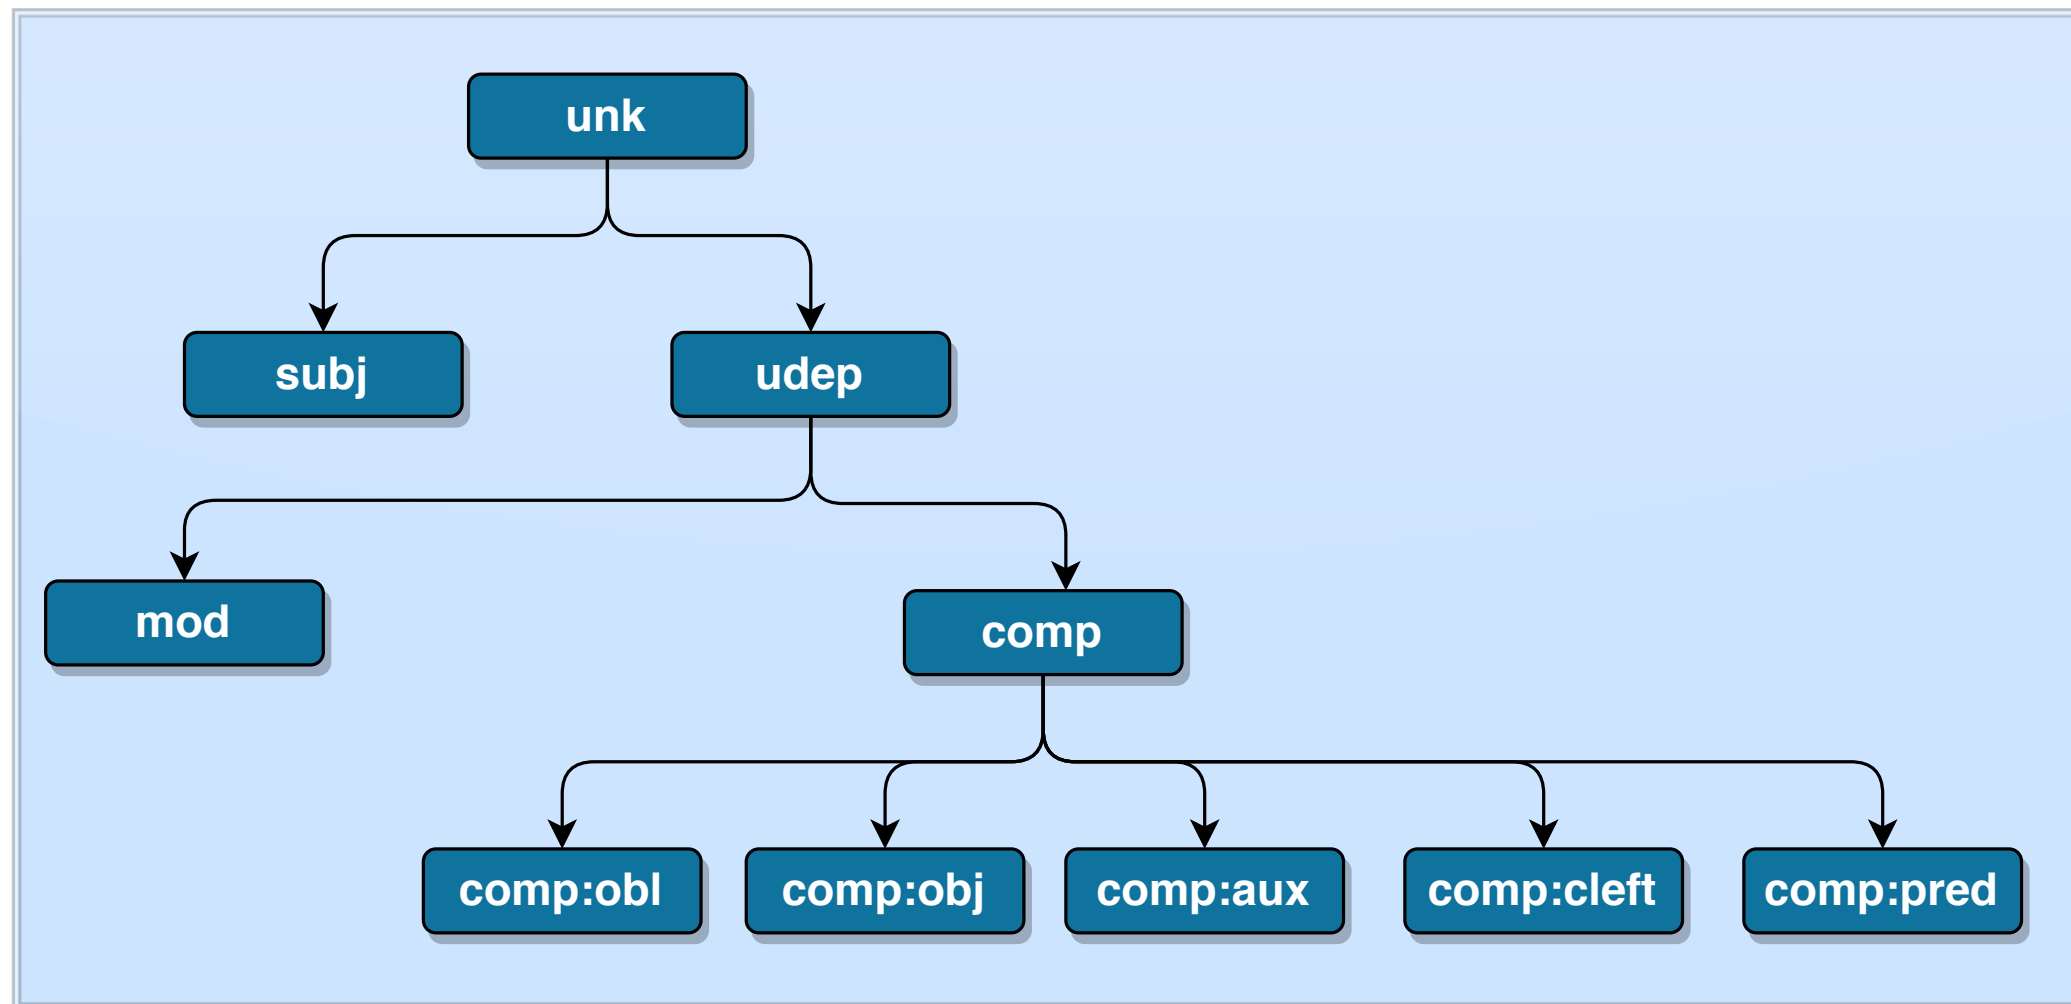 unk
subj
udep
mod
comp
comp:obl
comp:obj
comp:aux
comp:cleft
comp:pred